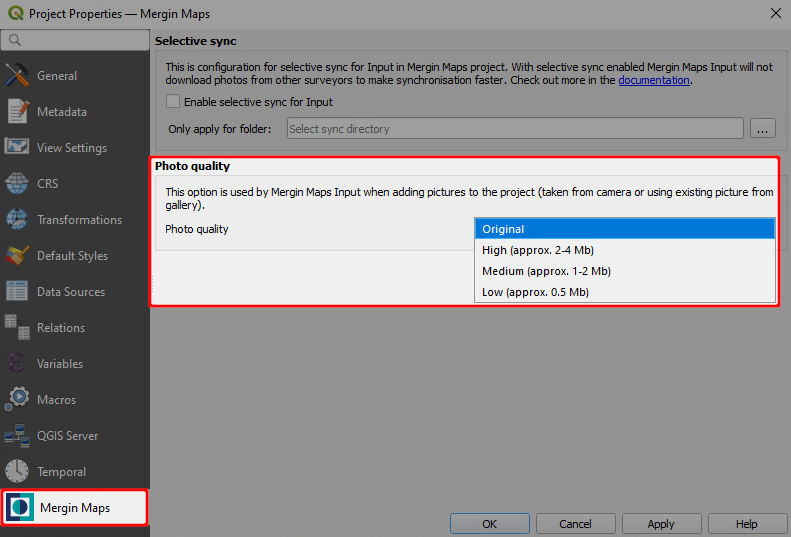 Project Properties — Mergin Maps
General
Metadata
View Settings
CRS
Transformations
Default Styles
Data Sources
Relations
Variables
Macros
QGIS Server
Temporal
Mergin Maps
Selective sync
This is configuration for selective sync for Input in Mergin Maps project. With selective sync enabled Mergin Maps Input will not
download photos from other surveyors to make synchronisation faster. Check out more in the documentation.
Enable selective sync for Input
Only apply for folder: Select sync directory ...
Photo quality
This option is used by Mergin Maps Input when adding pictures to the project (taken from camera or using existing picture from
gallery).
Photo quality
Original
High (approx. 2-4 Mb)
Medium (approx. 1-2 Mb)
Low (approx. 0.5 Mb)
OK Cancel Apply Help